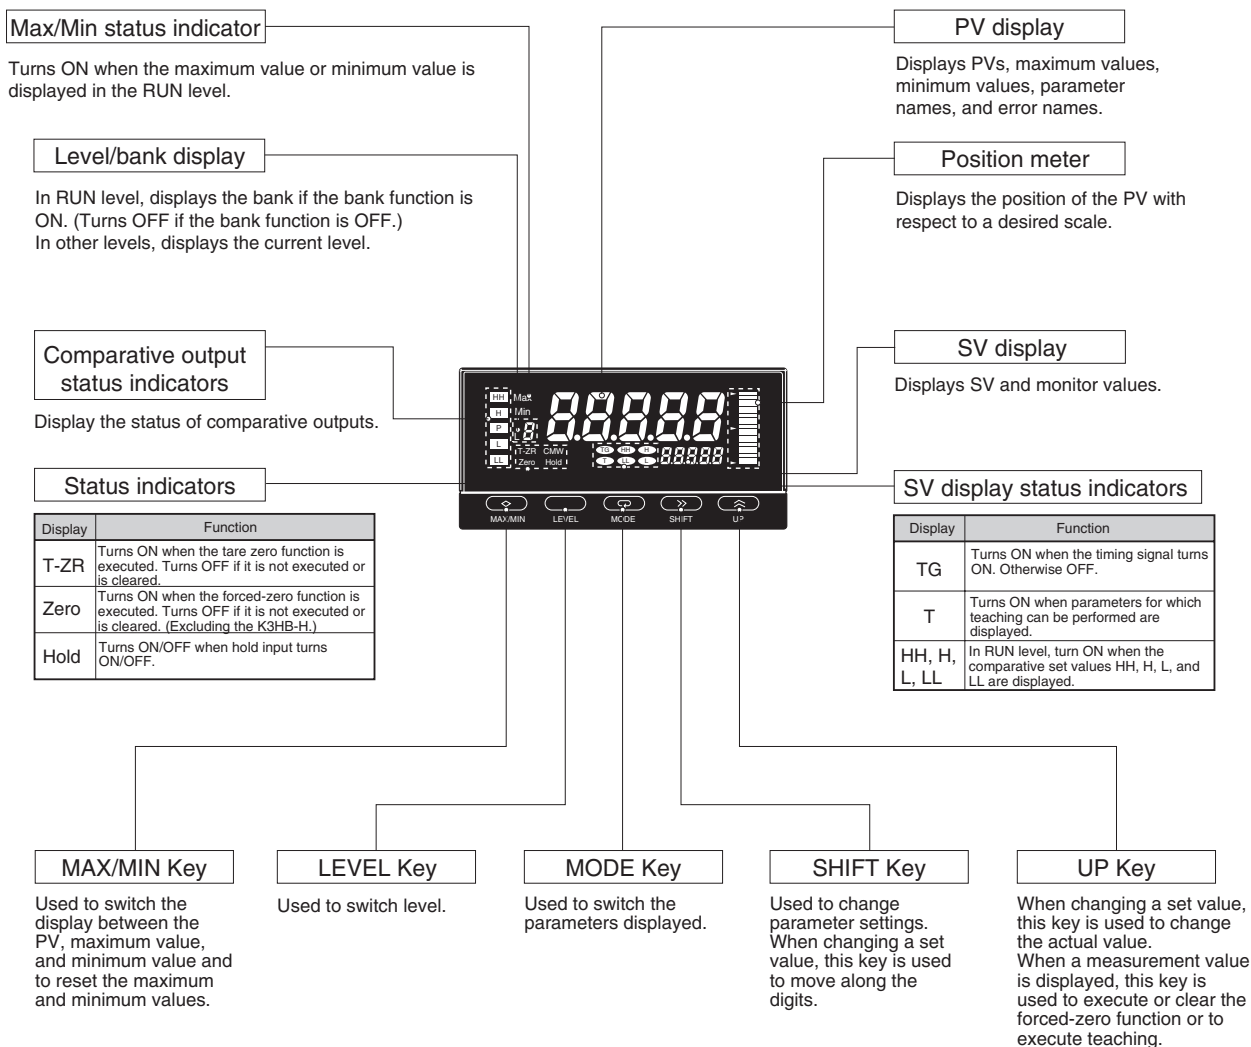 Max/Min status indicator
Turns ON when the maximum value or minimum value is
displayed in the RUN level.
Level/bank display
In RUN level, displays the bank if the bank function is
ON. (Turns OFF if the bank function is OFF.)
In other levels, displays the current level.
Comparative output
status indicators
Display the status of comparative outputs.
Status indicators
Display Function
T-ZR Turns ON when the tare zero function is
executed. Turns OFF if it is not executed or
is cleared.
Zero Turns ON when the forced-zero function is
executed. Turns OFF if it is not executed or
is cleared. (Excluding the K3HB-H.)
Hold Turns ON/OFF when hold input turns
ON/OFF.
PV display
Displays PVs, maximum values,
minimum values, parameter
names, and error names.
Position meter
Displays the position of the PV with
respect to a desired scale.
SV display
Displays SV and monitor values.
SV display status indicators
Display Function
TG Turns ON when the timing signal turns
ON. Otherwise OFF.
T Turns ON when parameters for which
teaching can be performed are
displayed.
HH, H,
L, LL
In RUN level, turn ON when the
comparative set values HH, H, L, and
LL are displayed.
HH Max
H Min
P
L
LL
8.8.8.8.8
8
T-ZR CMW
Zero Hold
TG HH H
T LL L
8.8.8.8.8
MAX/MIN LEVEL MODE SHIFT UP
MAX/MIN Key
Used to switch the
display between the
PV, maximum value,
and minimum value and
to reset the maximum
and minimum values.
LEVEL Key
Used to switch level.
MODE Key
Used to switch the
parameters displayed.
SHIFT Key
Used to change
parameter settings.
When changing a set
value, this key is used
to move along the
digits.
UP Key
When changing a set value,
this key is used to change
the actual value.
When a measurement value
is displayed, this key is
used to execute or clear the
forced-zero function or to
execute teaching.